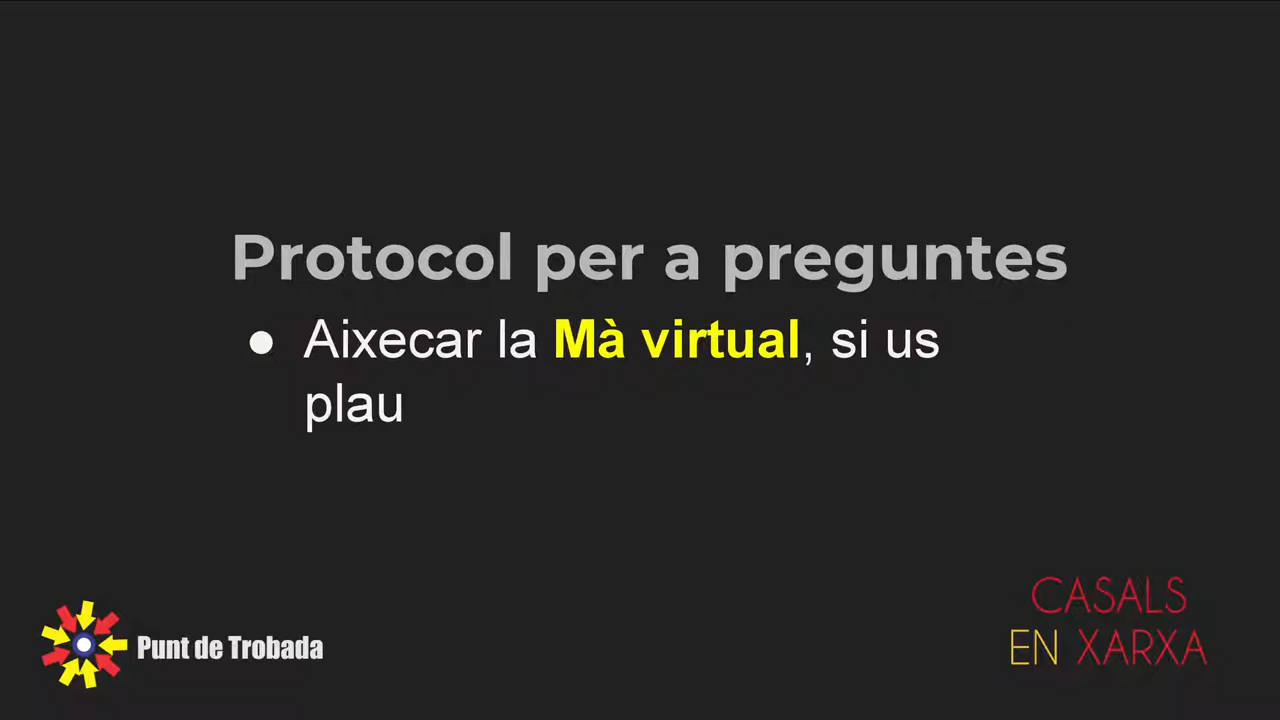 Protocol per a preguntes
● Aixecar la Mà virtual, si us
plau
Punt de Trobada
CASALS
EN XARXA